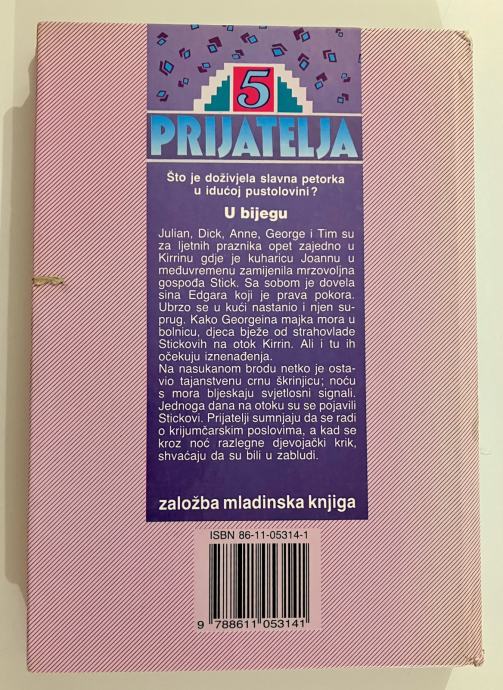 5
PRIJATELJA
Što je doživjela slavna petorka
u idućoj pustolovini?
U bijegu
Julian, Dick, Anne, George i Tim su
za ljetnih praznika opet zajedno u
Kirrinu gdje je kuharicu Joannu u
međuvremenu zamijenila mrzovoljna
gospođa Stick. Sa sobom je dovela
sina Edgara koji je prava pokora.
Ubrzo se u kući nastanio i njen su-
prug. Kako Georgeina majka mora u
bolnicu, djeca bježe od strahovlade
Stickovih na otok Kirrin. Ali i tu ih
očekuju iznenađenja.
Na nasukanom brodu netko je osta-
vio tajanstvenu crnu škrinjicu; noću
s mora bljeskaju svjetlosni signali.
Jednoga dana na otoku su se pojavili
Stickovi. Prijatelji sumnjaju da se radi
o krijumčarskim poslovima, a kad se
kroz noć razlegne djevojački krik,
shvaćaju da su bili u zabludi.
založba mladinska knjiga
ISBN 86-11-05314-1
9 788611 053141